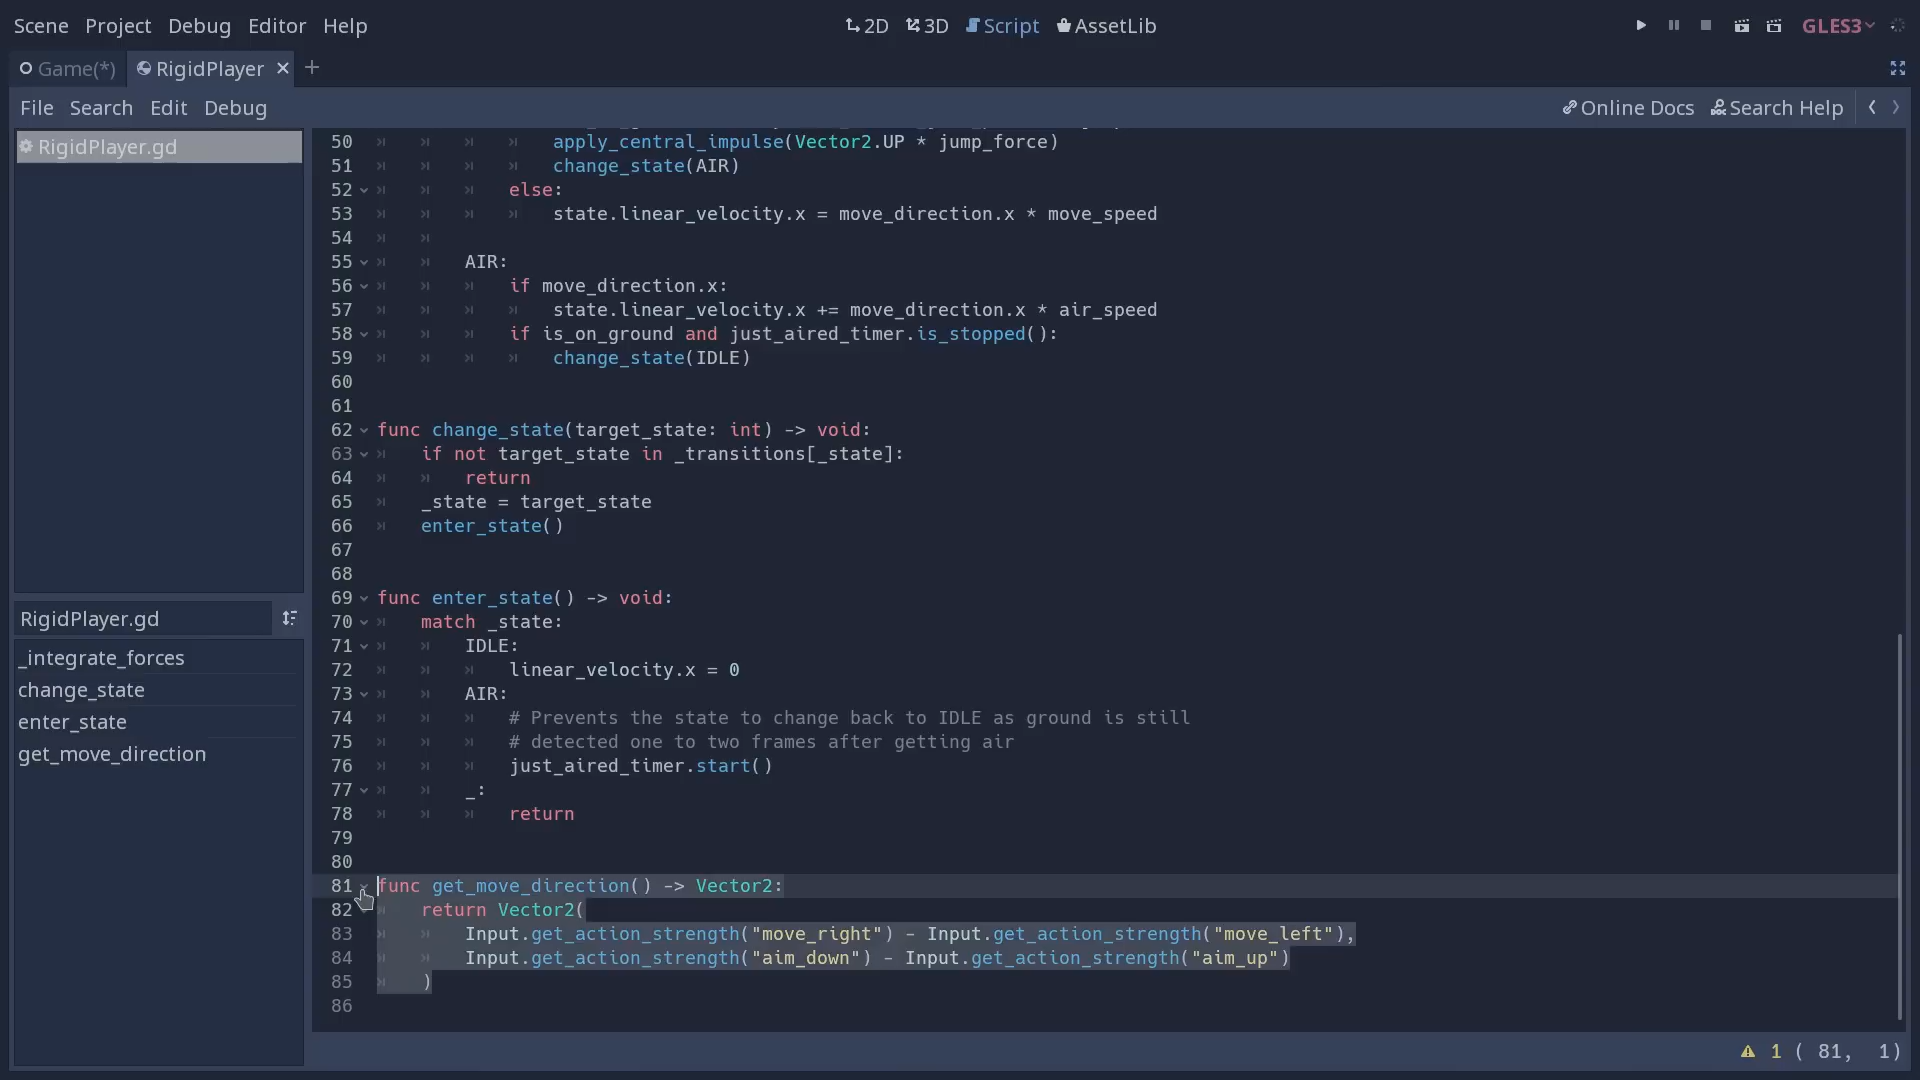 Scene Project Debug Editor Help 2D 3D Script AssetLib GLES3
Game(*) RigidPlayer × +
File Search Edit Debug Online Docs Search Help
RigidPlayer.gd
50 apply_central_impulse(Vector2.UP * jump_force)
51 change_state(AIR)
52 else:
53 state.linear_velocity.x = move_direction.x * move_speed
54
55 AIR:
56 if move_direction.x:
57 state.linear_velocity.x += move_direction.x * air_speed
58 if is_on_ground and just_aired_timer.is_stopped():
59 change_state(IDLE)
60
61
62 func change_state(target_state: int) -> void:
63 if not target_state in _transitions[_state]:
64 return
65 _state = target_state
66 enter_state()
67
68
69 func enter_state() -> void:
70 match _state:
71 IDLE:
72 linear_velocity.x = 0
73 AIR:
74 # Prevents the state to change back to IDLE as ground is still
75 # detected one to two frames after getting air
76 just_aired_timer.start()
77 _:
78 return
79
80
81 func get_move_direction() -> Vector2:
82 return Vector2(
83 Input.get_action_strength("move_right") - Input.get_action_strength("move_left"),
84 Input.get_action_strength("aim_down") - Input.get_action_strength("aim_up")
85 )
86
RigidPlayer.gd
_integrate_forces
change_state
enter_state
get_move_direction
1 ( 81, 1)